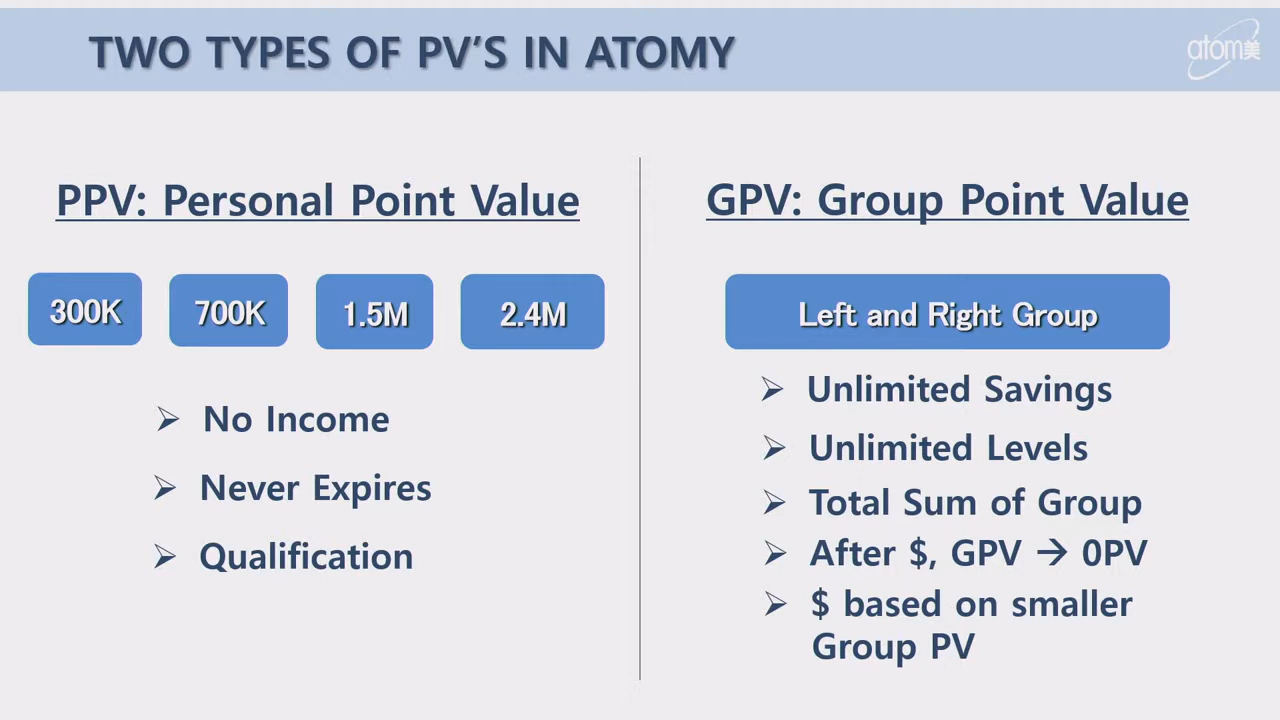 TWO TYPES OF PV’S IN ATOMY
atom美
PPV: Personal Point Value
300K
700K
1.5M
2.4M
➢ No Income
➢ Never Expires
➢ Qualification
GPV: Group Point Value
Left and Right Group
➢ Unlimited Savings
➢ Unlimited Levels
➢ Total Sum of Group
➢ After $, GPV → 0PV
➢ $ based on smaller
Group PV